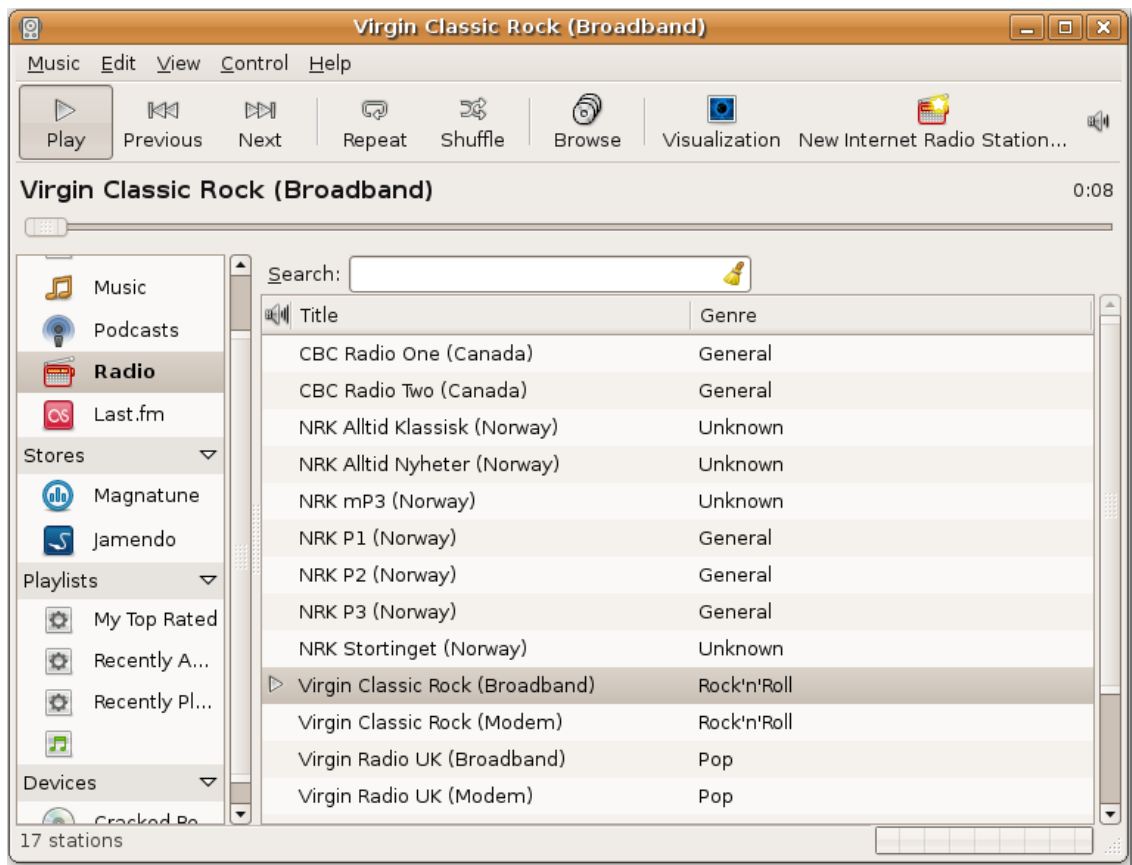 Virgin Classic Rock (Broadband)
Music Edit View Control Help
Play Previous Next Repeat Shuffle Browse Visualization New Internet Radio Station...
Virgin Classic Rock (Broadband) 0:08
Music
Podcasts
Radio
Last.fm
Stores
Magnatune
Jamendo
Playlists
My Top Rated
Recently A...
Recently Pl...
Devices
Search:
Title Genre
CBC Radio One (Canada) General
CBC Radio Two (Canada) General
NRK Alltid Klassisk (Norway) Unknown
NRK Alltid Nyheter (Norway) Unknown
NRK mP3 (Norway) Unknown
NRK P1 (Norway) General
NRK P2 (Norway) General
NRK P3 (Norway) General
NRK Stortinget (Norway) Unknown
Virgin Classic Rock (Broadband) Rock'n'Roll
Virgin Classic Rock (Modem) Rock'n'Roll
Virgin Radio UK (Broadband) Pop
Virgin Radio UK (Modem) Pop
17 stations